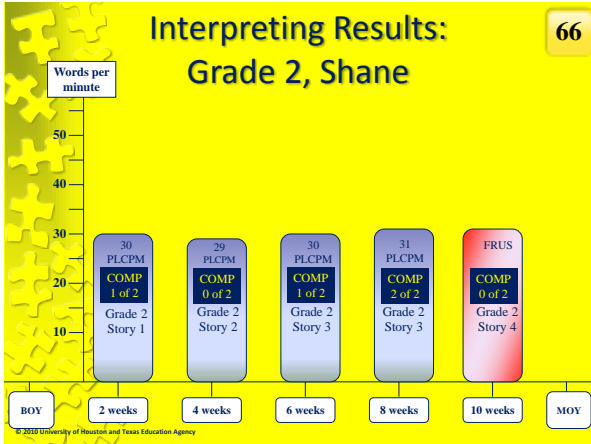 Interpreting Results:
Grade 2, Shane
66
Words per
minute
50
40
30
20
10
30
PLCPM
COMP
1 of 2
Grade 2
Story 1
29
PLCPM
COMP
0 of 2
Grade 2
Story 2
30
PLCPM
COMP
1 of 2
Grade 2
Story 3
31
PLCPM
COMP
2 of 2
Grade 2
Story 3
FRUS
COMP
0 of 2
Grade 2
Story 4
BOY
2 weeks
4 weeks
6 weeks
8 weeks
10 weeks
MOY
© 2010 University of Houston and Texas Education Agency